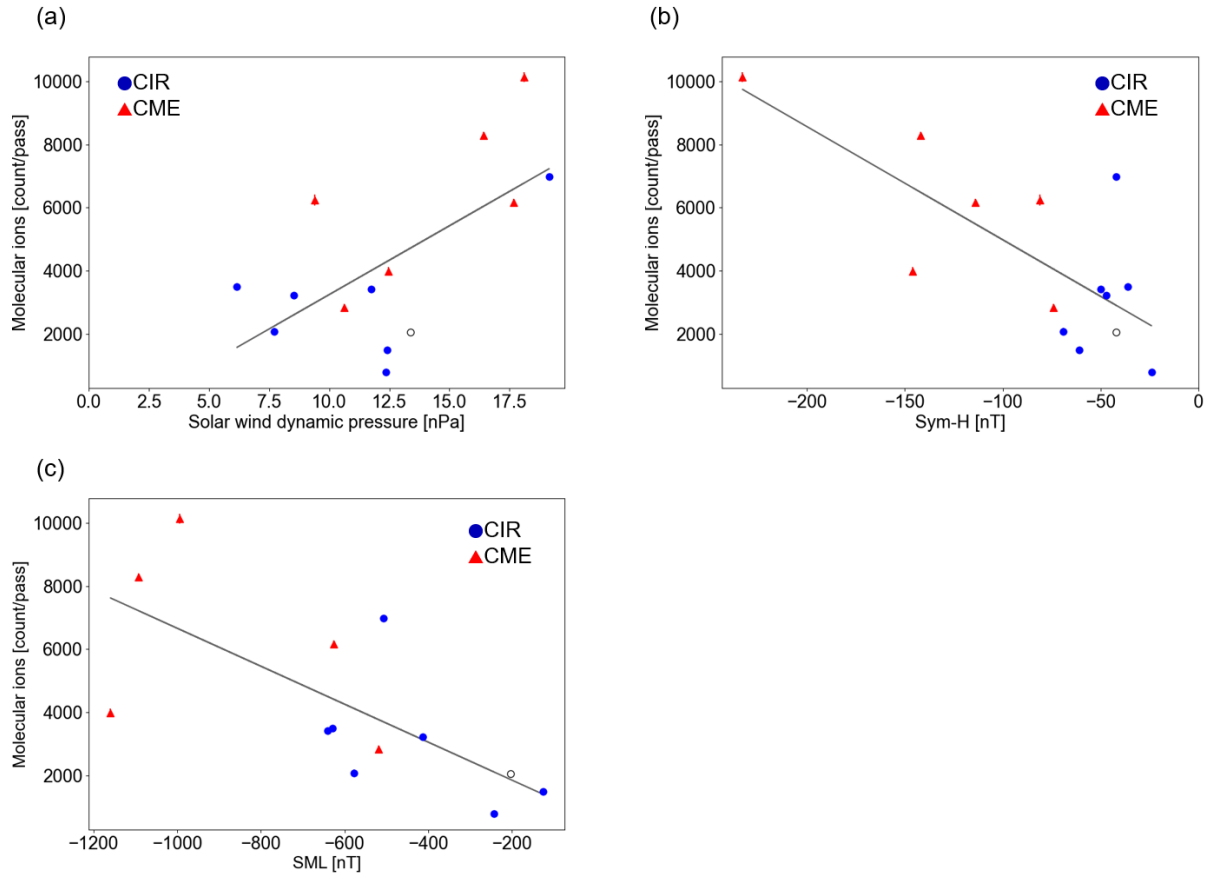 (a)
Molecular ions [count/pass]
10000
8000
6000
4000
2000
CIR
CME
0.0 2.5 5.0 7.5 10.0 12.5 15.0 17.5
Solar wind dynamic pressure [nPa]
(b)
Molecular ions [count/pass]
10000
8000
6000
4000
2000
CIR
CME
−200 −150 −100 −50 0
Sym-H [nT]
(c)
Molecular ions [count/pass]
10000
8000
6000
4000
2000
CIR
CME
−1200 −1000 −800 −600 −400 −200
SML [nT]